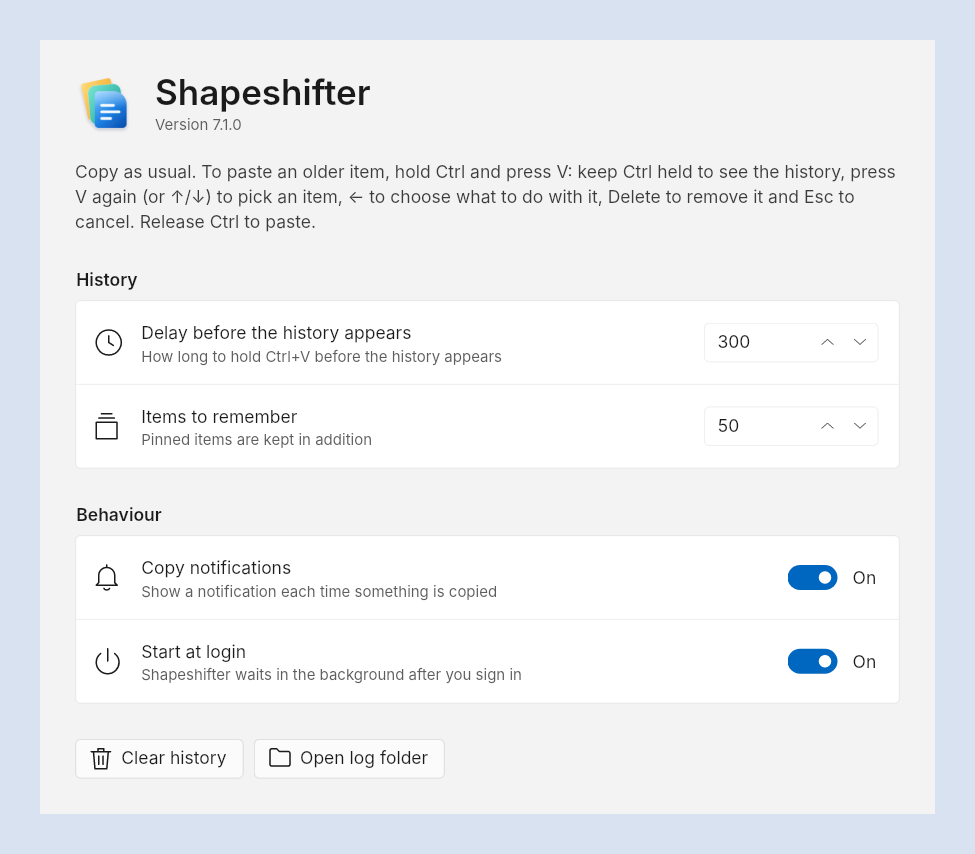 Shapeshifter
Version 7.1.0
Copy as usual. To paste an older item, hold Ctrl and press V: keep Ctrl held to see the history, press
V again (or ↑/↓) to pick an item, ← to choose what to do with it, Delete to remove it and Esc to
cancel. Release Ctrl to paste.
History
Delay before the history appears
How long to hold Ctrl+V before the history appears
300
Items to remember
Pinned items are kept in addition
50
Behaviour
Copy notifications
Show a notification each time something is copied
On
Start at login
Shapeshifter waits in the background after you sign in
On
Clear history
Open log folder